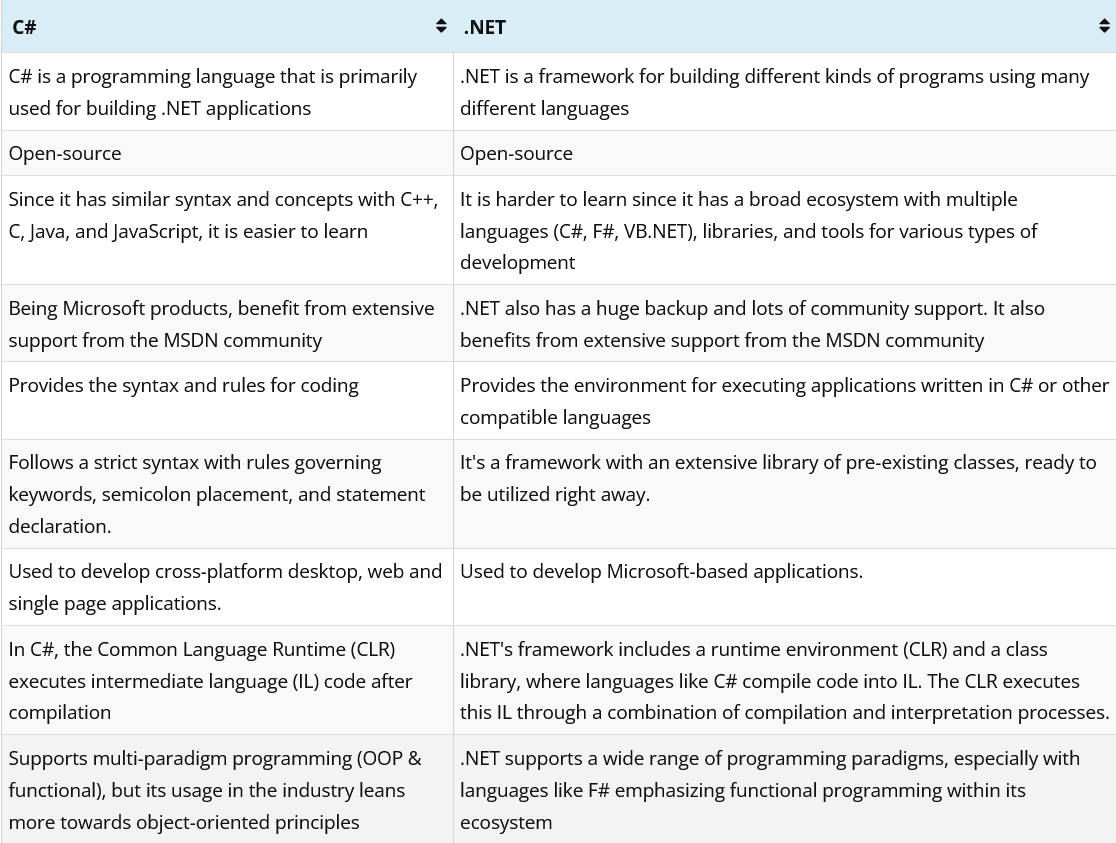 C#
.NET
C# is a programming language that is primarily
used for building .NET applications
.NET is a framework for building different kinds of programs using many
different languages
Open-source
Open-source
Since it has similar syntax and concepts with C++,
C, Java, and JavaScript, it is easier to learn
It is harder to learn since it has a broad ecosystem with multiple
languages (C#, F#, VB.NET), libraries, and tools for various types of
development
Being Microsoft products, benefit from extensive
support from the MSDN community
.NET also has a huge backup and lots of community support. It also
benefits from extensive support from the MSDN community
Provides the syntax and rules for coding
Provides the environment for executing applications written in C# or other
compatible languages
Follows a strict syntax with rules governing
keywords, semicolon placement, and statement
declaration.
It's a framework with an extensive library of pre-existing classes, ready to
be utilized right away.
Used to develop cross-platform desktop, web and
single page applications.
Used to develop Microsoft-based applications.
In C#, the Common Language Runtime (CLR)
executes intermediate language (IL) code after
compilation
.NET's framework includes a runtime environment (CLR) and a class
library, where languages like C# compile code into IL. The CLR executes
this IL through a combination of compilation and interpretation processes.
Supports multi-paradigm programming (OOP &
functional), but its usage in the industry leans
more towards object-oriented principles
.NET supports a wide range of programming paradigms, especially with
languages like F# emphasizing functional programming within its
ecosystem